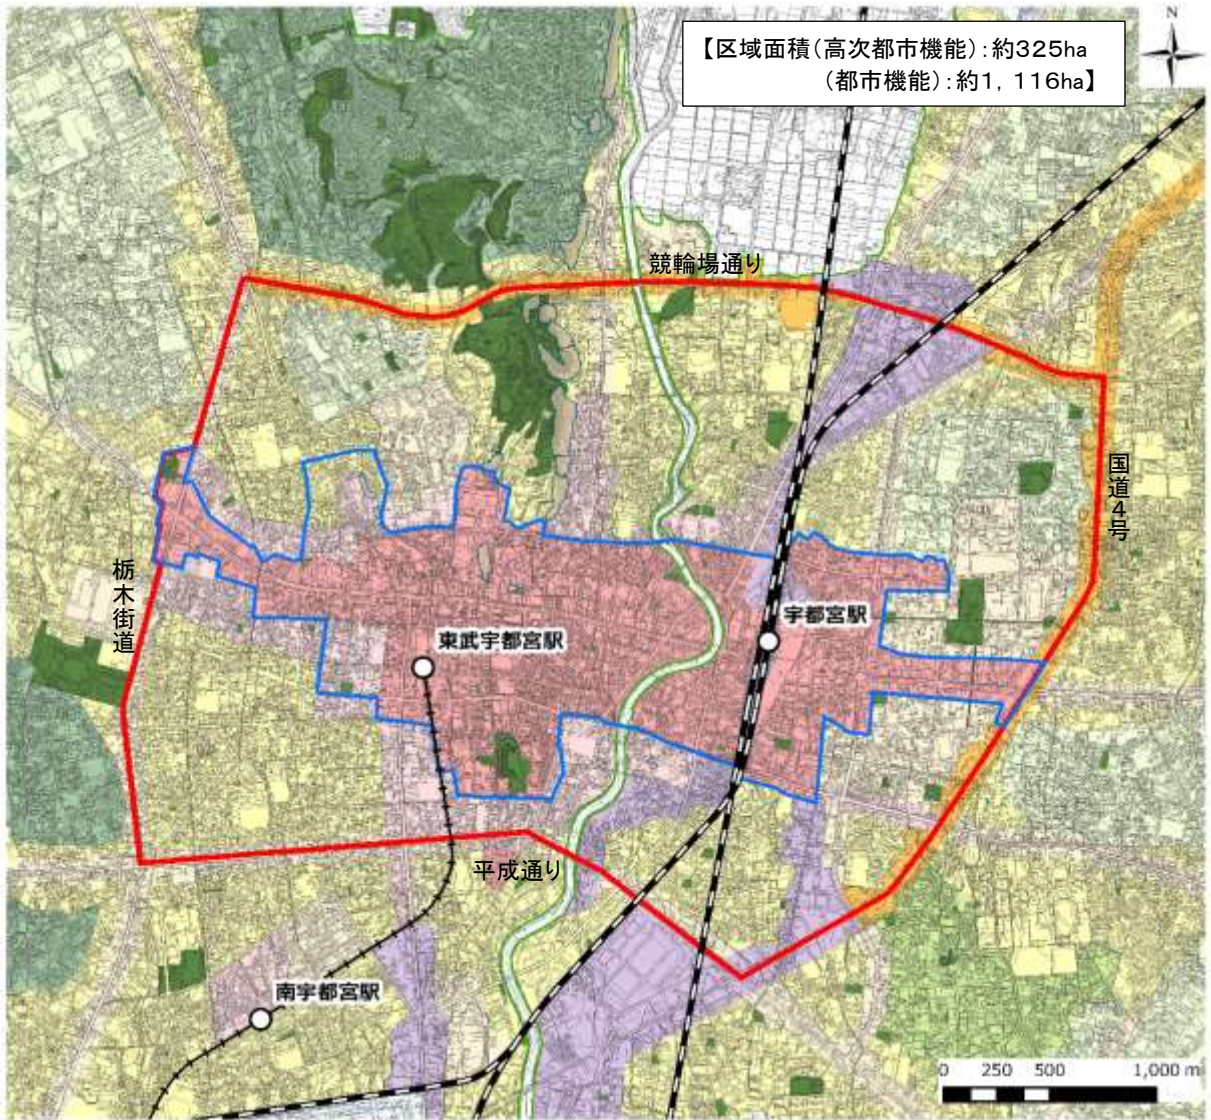 【区域面積(高次都市機能):約325ha
(都市機能):約1，116ha】
N
競輪場通り
国道4号
栃木街道
宇都宮駅
東武宇都宮駅
平成通り
南宇都宮駅
0 250 500 1,000 m